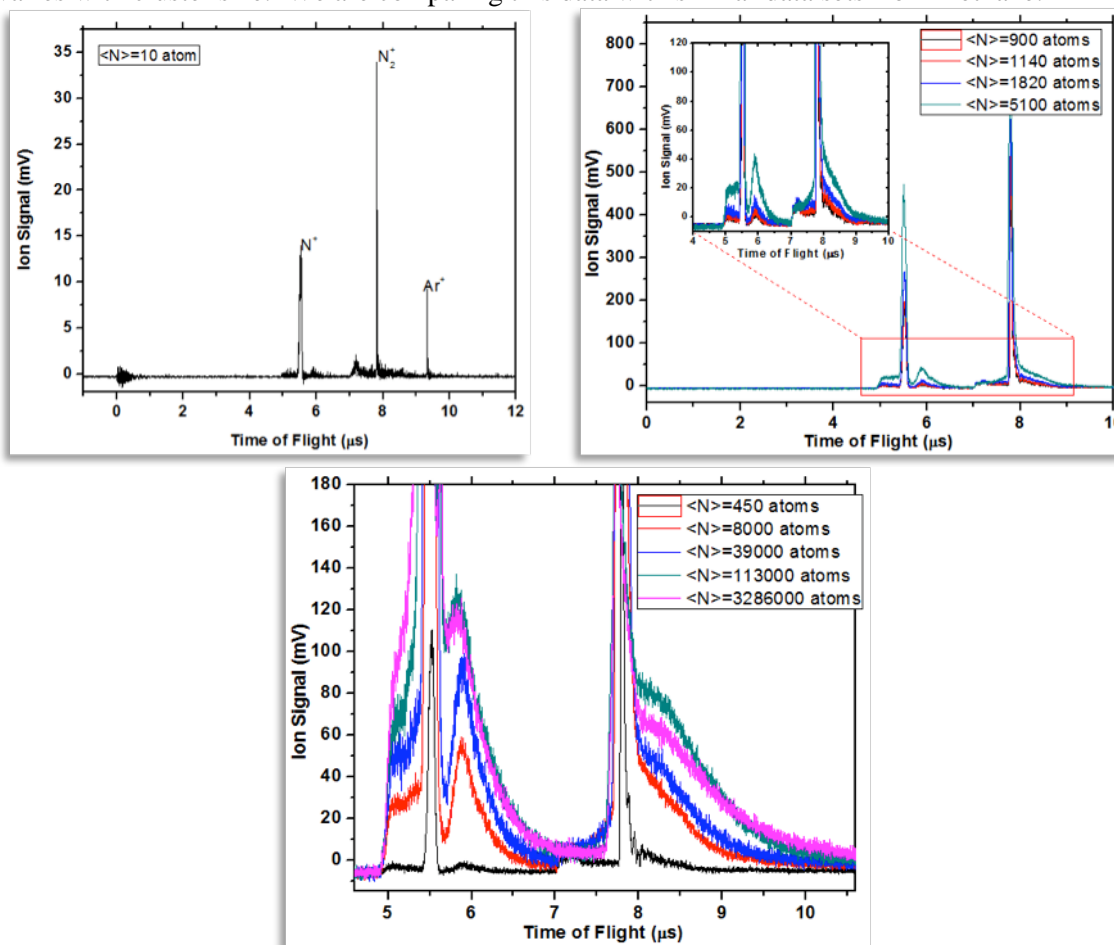 <N>=10 atom
N₂⁺
N⁺
Ar⁺
35
30
25
20
15
10
5
0
Ion Signal (mV)
0 2 4 6 8 10 12
Time of Flight (µs)
800
700
600
500
400
300
200
100
0
Ion Signal (mV)
<N>=900 atoms
<N>=1140 atoms
<N>=1820 atoms
<N>=5100 atoms
120
100
80
60
40
20
0
Ion Signal (mV)
4 5 6 7 8 9 10
Time of Flight (µs)
0 2 4 6 8 10
Time of Flight (µs)
180
160
140
120
100
80
60
40
20
0
Ion Signal (mV)
<N>=450 atoms
<N>=8000 atoms
<N>=39000 atoms
<N>=113000 atoms
<N>=3286000 atoms
5 6 7 8 9 10
Time of Flight (µs)